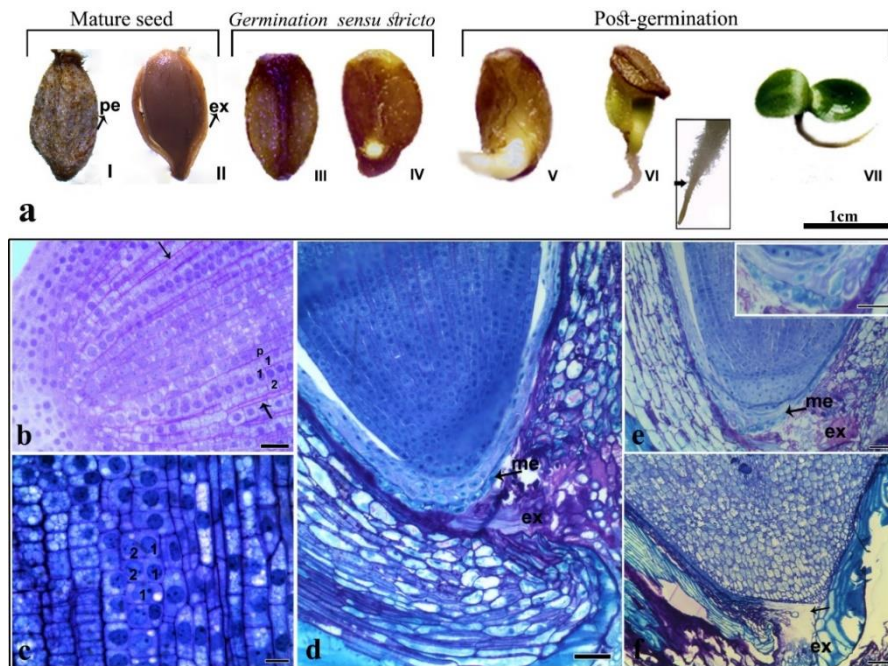 Mature seed Germination sensu stricto Post-germination
pe ex
I II III IV V VI VII
a 1cm
b p 1 1 2
c 2 1 2 1 1
d me ex
e me ex
f ex